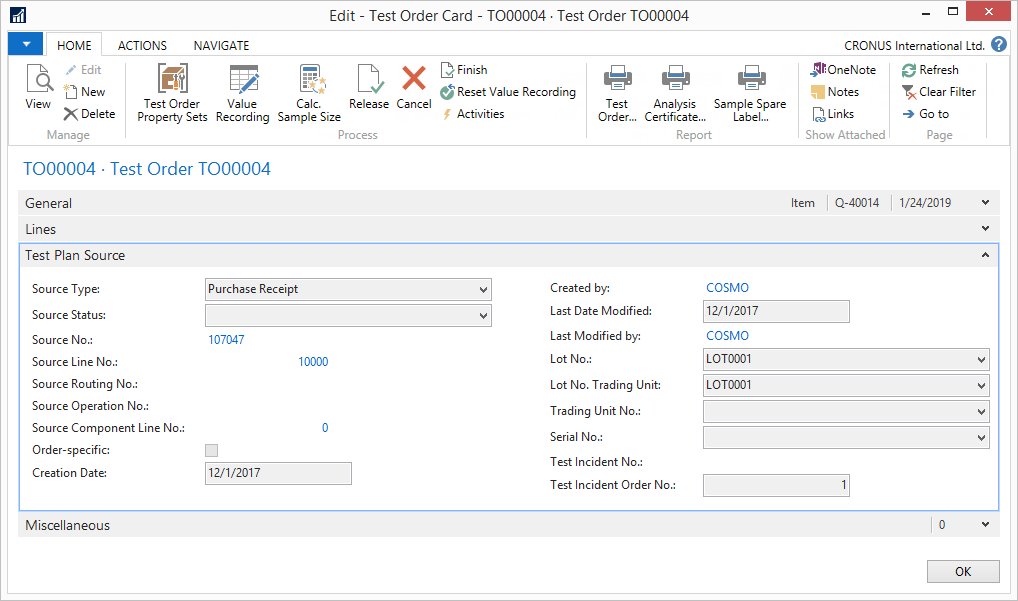 Edit - Test Order Card - TO00004 · Test Order TO00004
HOME ACTIONS NAVIGATE CRONUS International Ltd. ?
View
Edit
New
Delete
Manage
Test Order Property Sets
Value Recording
Calc. Sample Size
Release
Cancel
Finish
Reset Value Recording
Activities
Process
Test Order...
Analysis Certificate...
Sample Spare Label...
Report
OneNote
Notes
Links
Show Attached
Refresh
Clear Filter
Go to
Page
TO00004 · Test Order TO00004
General Item Q-40014 1/24/2019
Lines
Test Plan Source
Source Type: Purchase Receipt
Source Status:
Source No.: 107047
Source Line No.: 10000
Source Routing No.:
Source Operation No.:
Source Component Line No.: 0
Order-specific:
Creation Date: 12/1/2017
Created by: COSMO
Last Date Modified: 12/1/2017
Last Modified by: COSMO
Lot No.: LOT0001
Lot No. Trading Unit: LOT0001
Trading Unit No.:
Serial No.:
Test Incident No.:
Test Incident Order No.: 1
Miscellaneous 0
OK